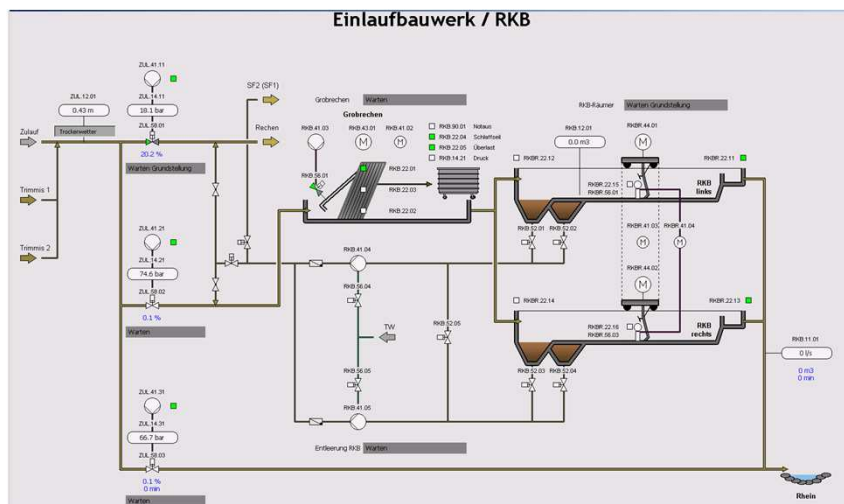 Einlaufbauwerk / RKB
ZUL.41.11
ZUL.12.01
0.43 m
Zulauf
Trockenwetter
ZUL.14.11
18.1 bar
ZUL.58.01
20.2 %
Warten Grundstellung
SF2 (SF1)
Rechen
Trimmis 1
Trimmis 2
ZUL.41.21
ZUL.14.21
74.6 bar
ZUL.58.02
0.1 %
Warten
ZUL.41.31
ZUL.14.31
66.7 bar
ZUL.58.03
0.1 %
0 min
Warten
Grobrechen
Warten
Grobrechen
RKB.41.03
RKB.43.01
RKB.41.02
M
M
RKB.90.01 Notaus
RKB.22.04 Schlaffseil
RKB.22.05 Überlast
RKB.14.21 Druck
RKB.56.01
RKB.22.01
RKB.22.03
RKB.22.02
RKB.41.04
RKB.56.04
TW
RKB.52.05
RKB.56.05
RKB.41.05
Entleerung RKB
Warten
RKB-Räumer
Warten Grundstellung
RKB.12.01
0.0 m3
RKBR.44.01
M
RKBR.22.12
RKBR.22.11
RKBR.22.15
RKBR.58.01
RKB
links
RKB.52.01
RKB.52.02
RKBR.41.03
RKBR.41.04
M
M
RKBR.44.02
M
RKBR.22.14
RKBR.22.13
RKBR.22.16
RKBR.58.03
RKB
rechts
RKB.52.03
RKB.52.04
RKB.11.01
0 l/s
0 m3
0 min
Rhein